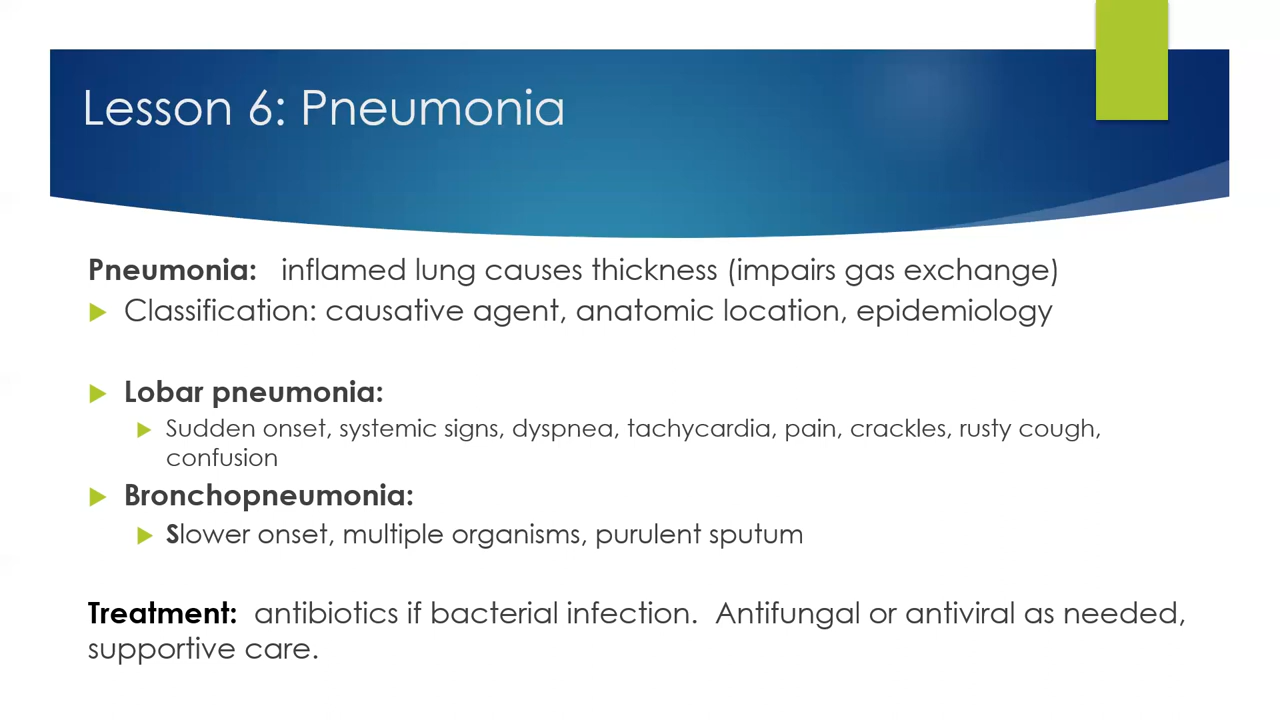 Lesson 6: Pneumonia
Pneumonia: inflamed lung causes thickness (impairs gas exchange)
Classification: causative agent, anatomic location, epidemiology
Lobar pneumonia:
Sudden onset, systemic signs, dyspnea, tachycardia, pain, crackles, rusty cough,
confusion
Bronchopneumonia:
Slower onset, multiple organisms, purulent sputum
Treatment: antibiotics if bacterial infection. Antifungal or antiviral as needed,
supportive care.